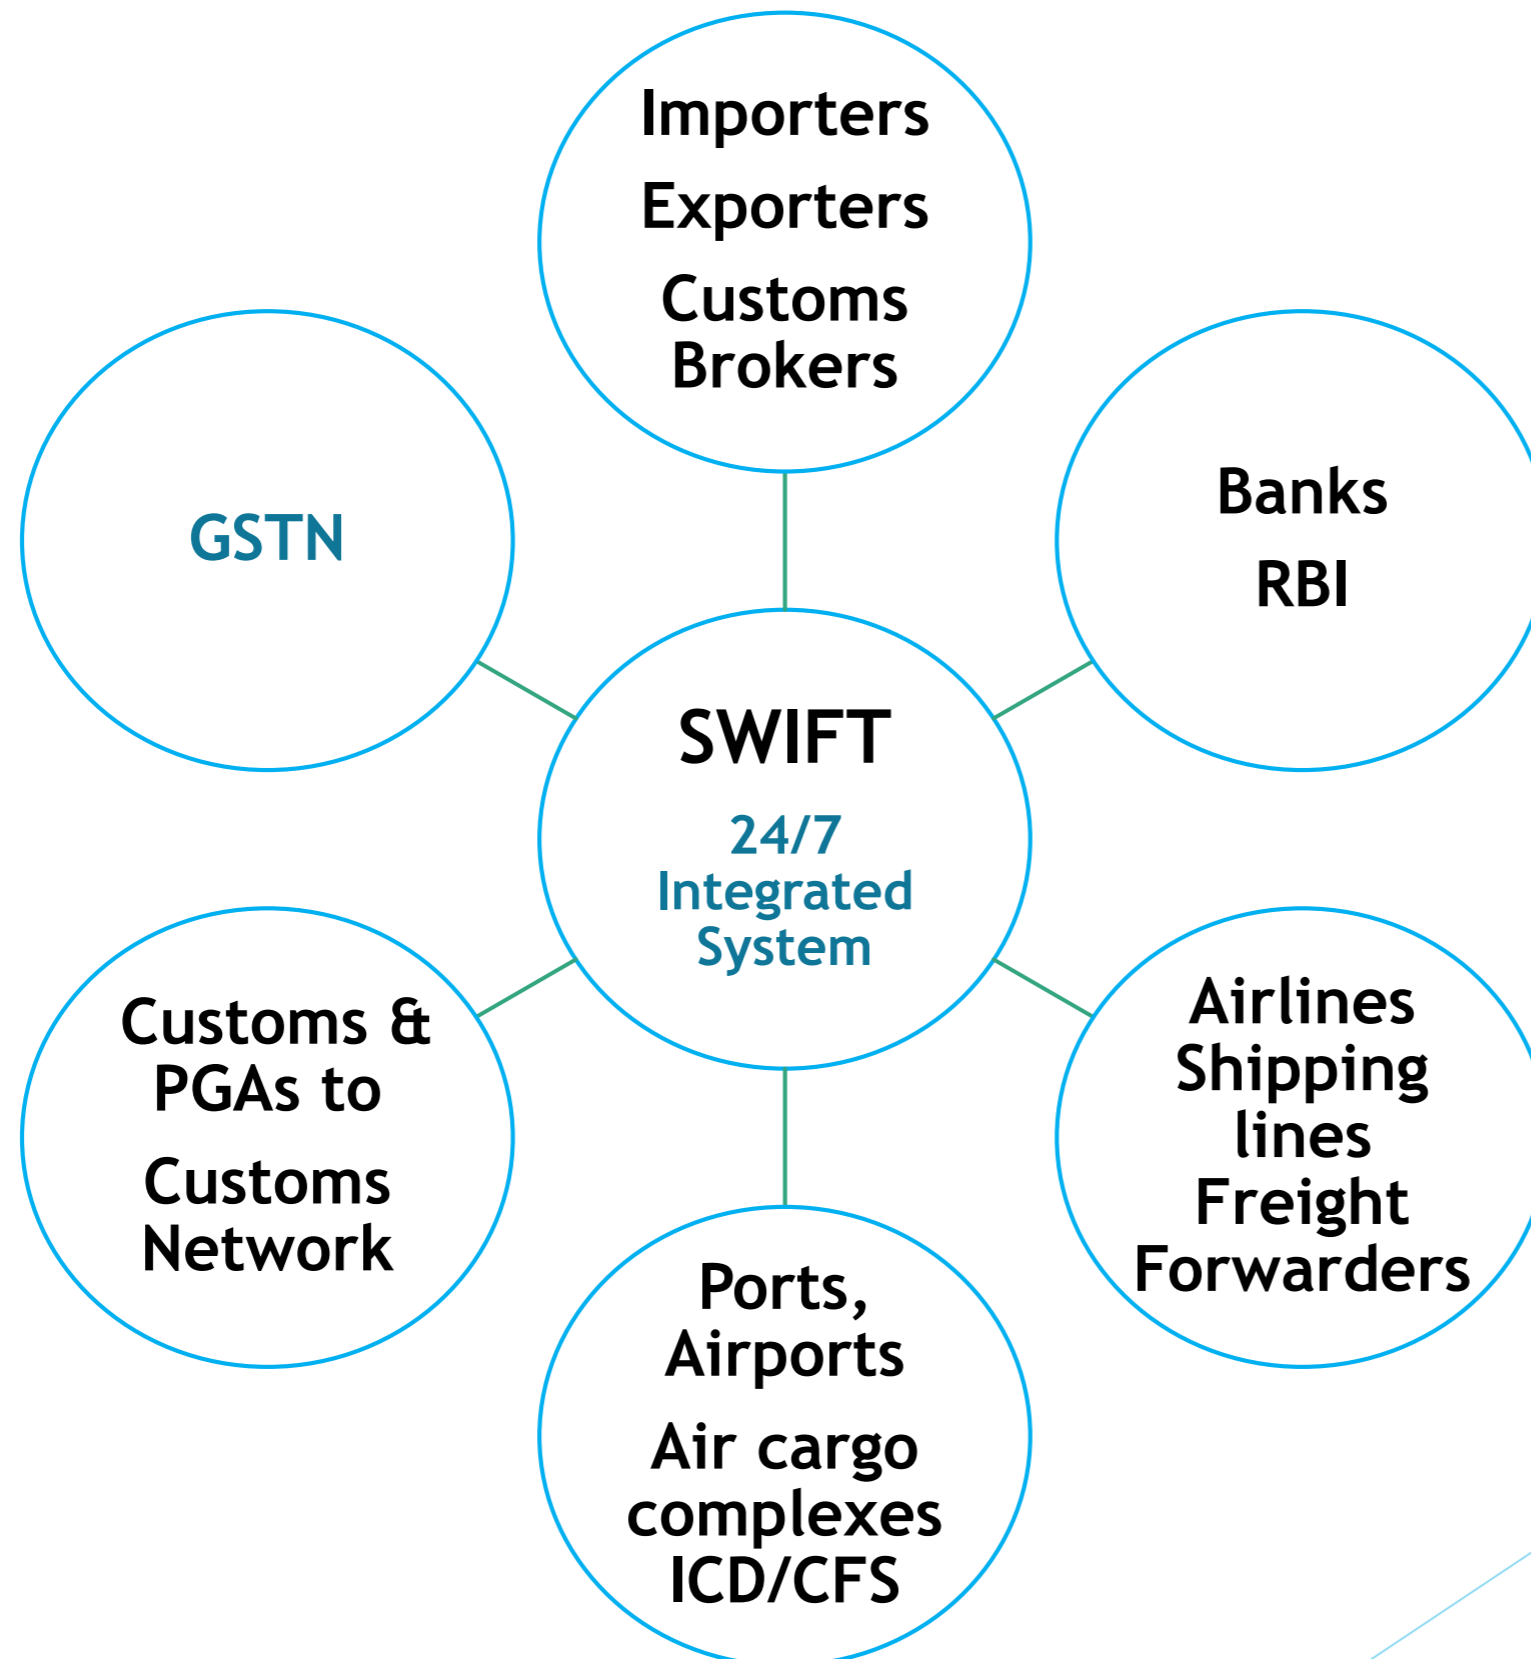 Importers
Exporters
Customs
Brokers
GSTN
Banks
RBI
SWIFT
24/7
Integrated
System
Customs &
PGAs to
Customs
Network
Airlines
Shipping
lines
Freight
Forwarders
Ports,
Airports
Air cargo
complexes
ICD/CFS